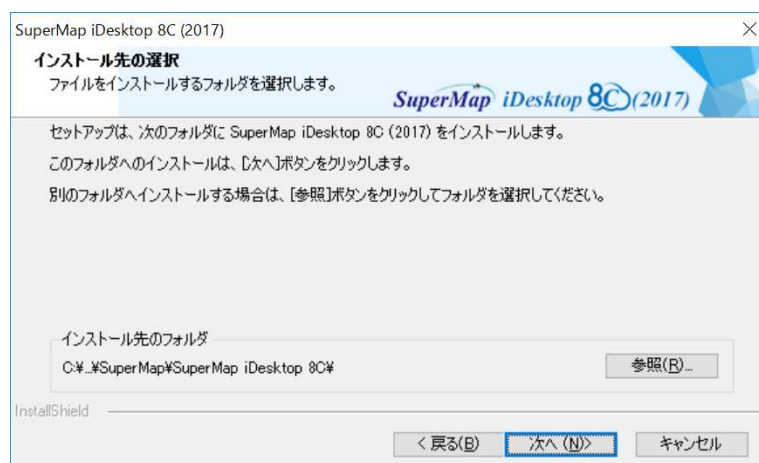 SuperMap iDesktop 8C (2017)
インストール先の選択
ファイルをインストールするフォルダを選択します。
SuperMap iDesktop 8C (2017)
セットアップは、次のフォルダに SuperMap iDesktop 8C (2017) をインストールします。
このフォルダへのインストールは、[次へ]ボタンをクリックします。
別のフォルダへインストールする場合は、[参照]ボタンをクリックしてフォルダを選択してください。
インストール先のフォルダ
C:¥...¥SuperMap¥SuperMap iDesktop 8C¥
参照(R)...
InstallShield
< 戻る(B)
次へ (N)>
キャンセル